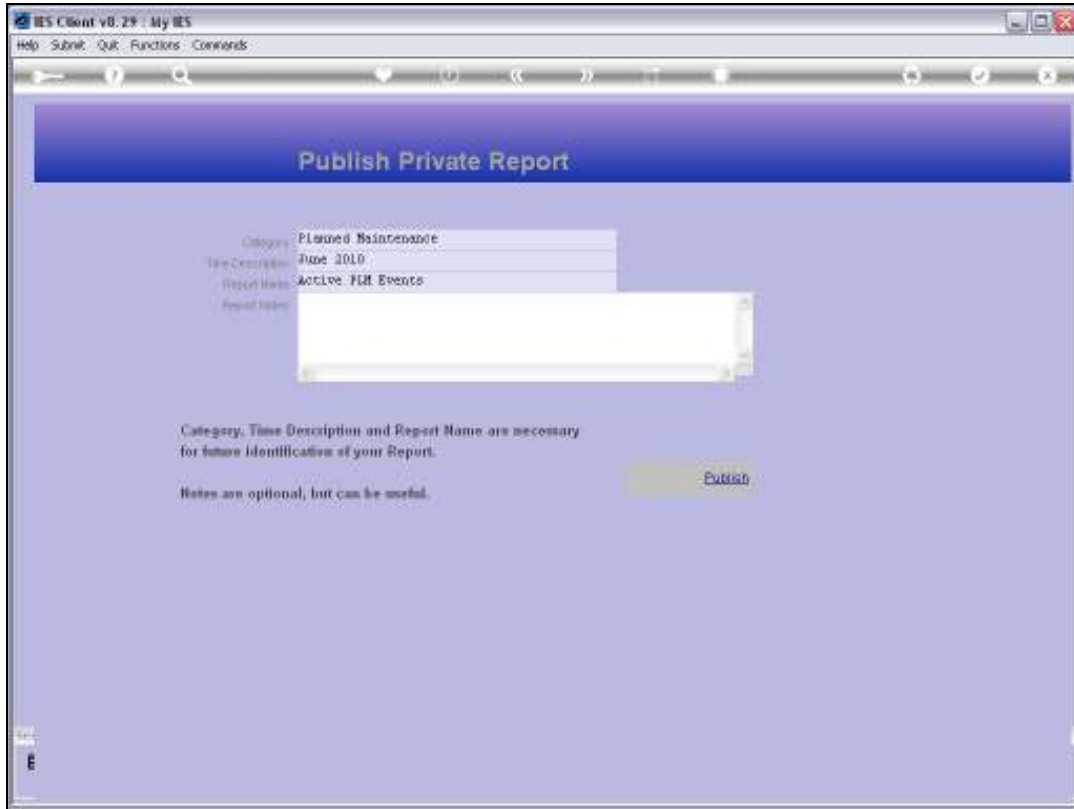 IES Client v8.29 : My IES
Help Submit Quit Functions Commands
Publish Private Report
Category Planned Maintenance
Time Description June 2010
Report Name Active PLM Events
Report Notes
Category, Time Description and Report Name are necessary
for future identification of your Report.
Publish
Notes are optional, but can be useful.
E